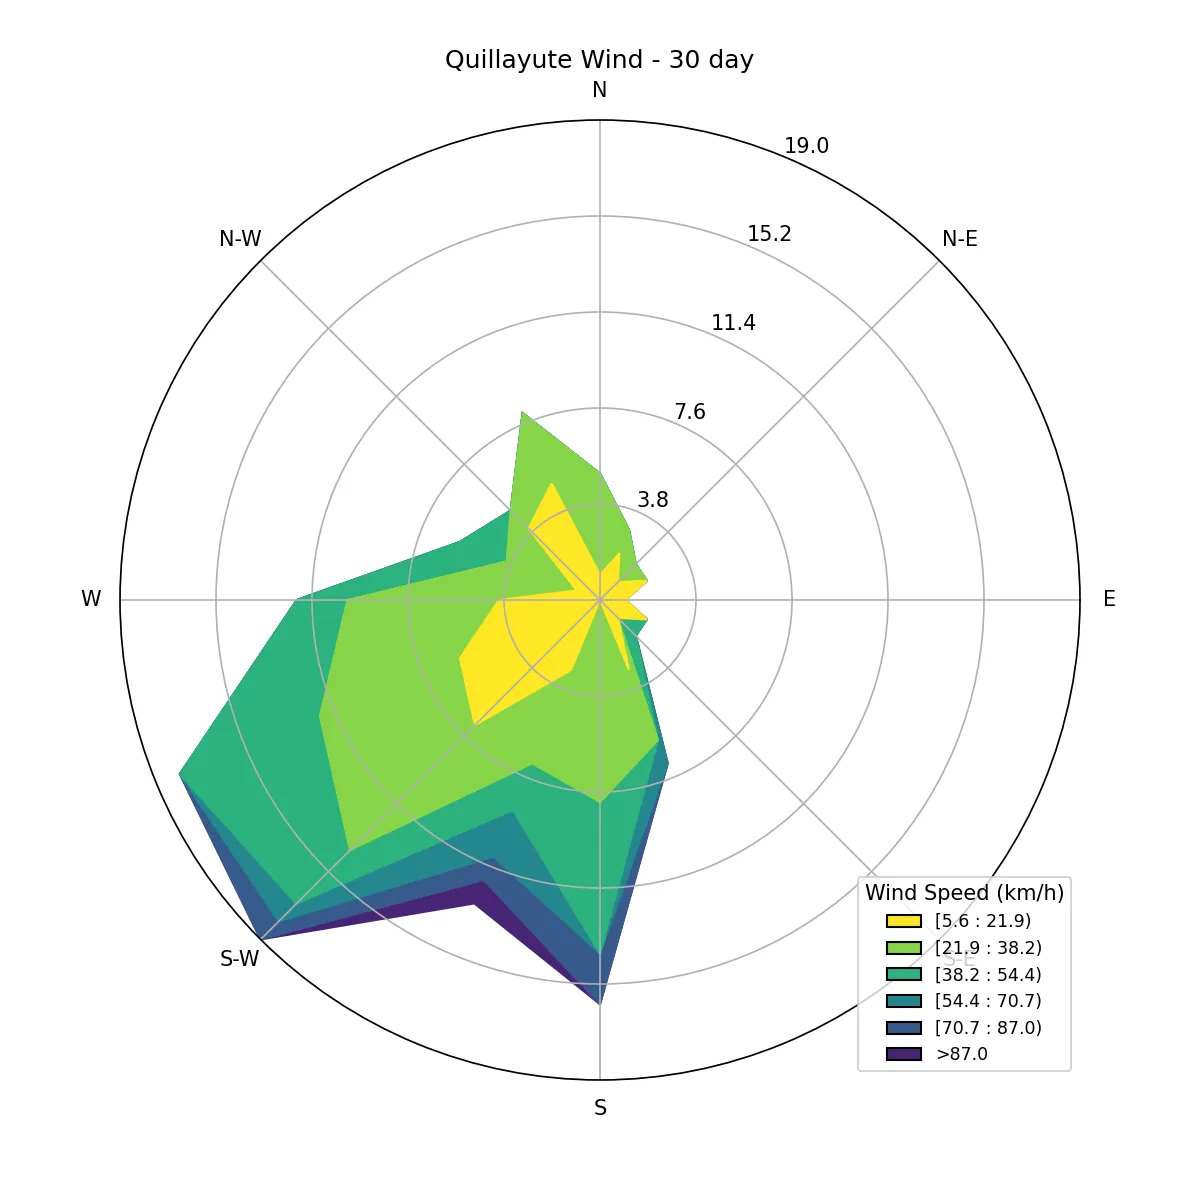 Quillayute Wind - 30 day
N
19.0
15.2
N-W
N-E
11.4
7.6
3.8
W
E
Wind Speed (km/h)
[5.6 : 21.9)
[21.9 : 38.2)
S-W
S-E
[38.2 : 54.4)
[54.4 : 70.7)
[70.7 : 87.0)
>87.0
S